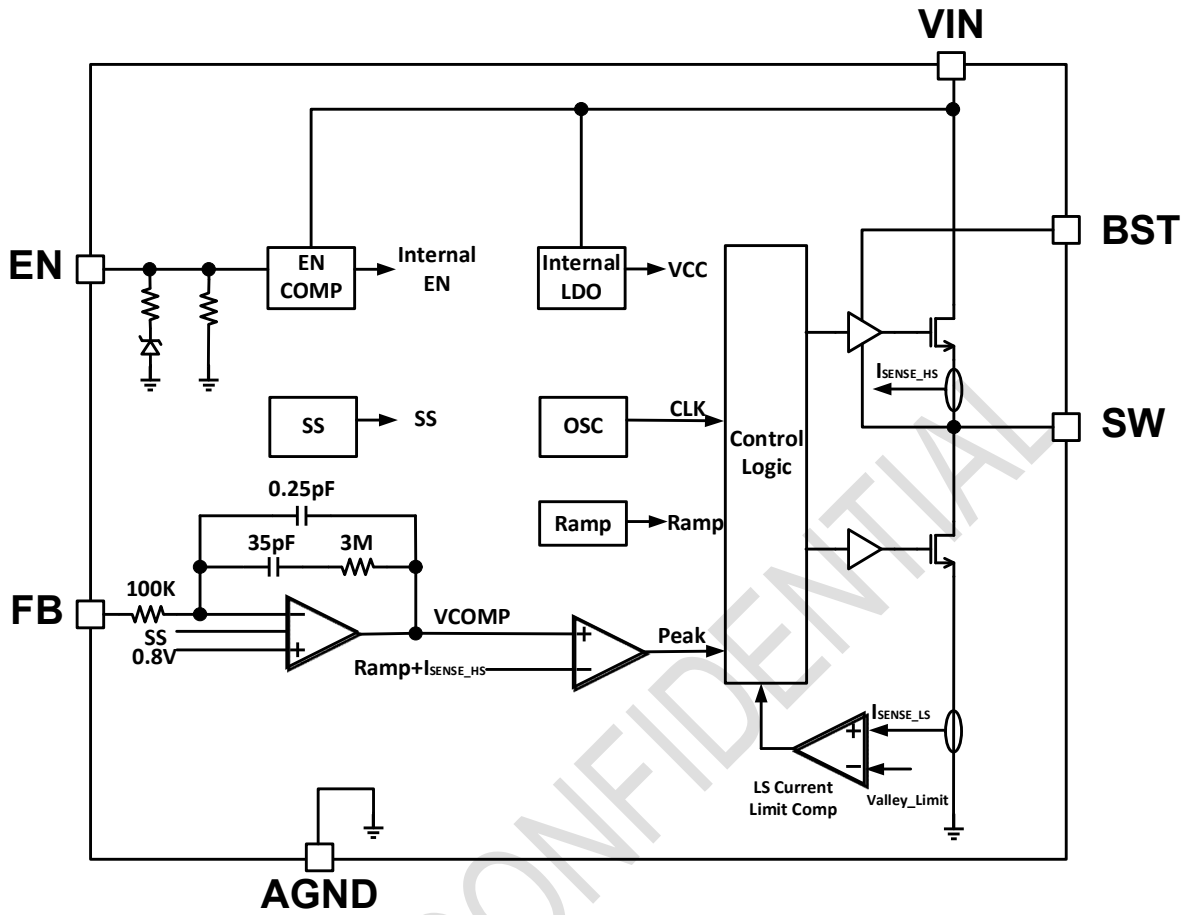 VIN
BST
EN
EN
COMP
Internal
EN
Internal
LDO
VCC
ISENSE_HS
SS
SS
OSC
CLK
Control
Logic
SW
0.25pF
Ramp
Ramp
35pF
3M
100K
FB
SS
0.8V
VCOMP
Ramp+ISENSE_HS
Peak
ISENSE_LS
LS Current
Limit Comp
Valley_Limit
AGND
CONFIDENTIAL